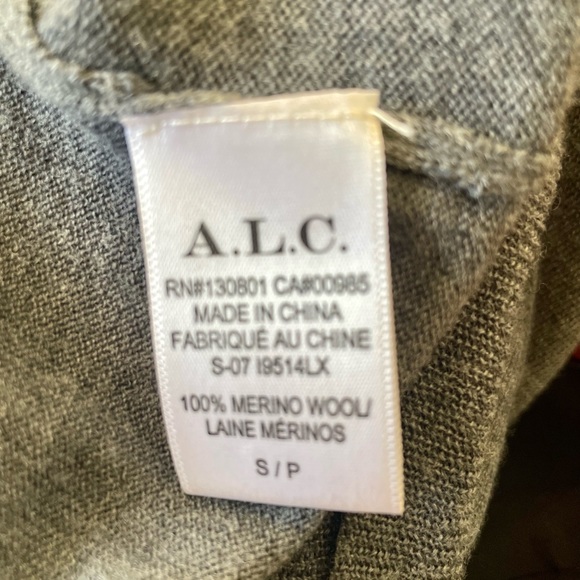 A.L.C.
RN#130801 CA#00985
MADE IN CHINA
FABRIQUÉ AU CHINE
S-07 I9514LX
100% MERINO WOOL/
LAINE MÉRINOS
S / P